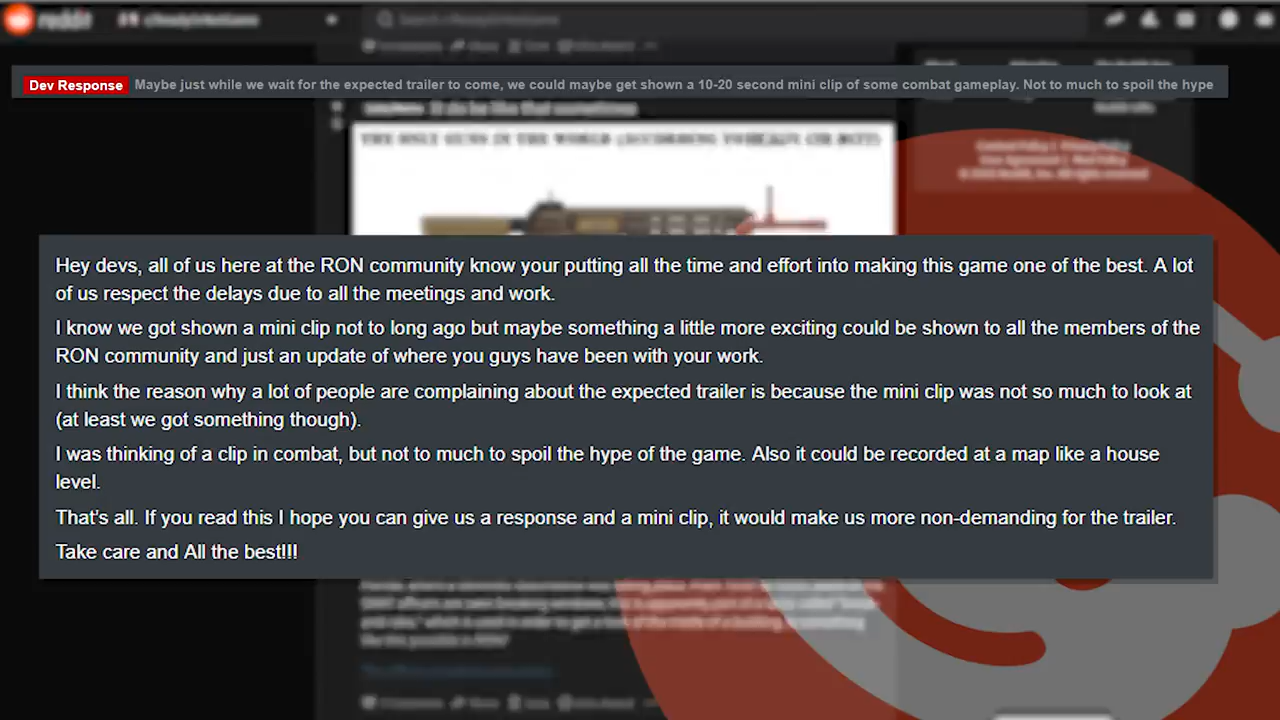 reddit
Dev Response Maybe just while we wait for the expected trailer to come, we could maybe get shown a 10-20 second mini clip of some combat gameplay. Not to much to spoil the hype
THE ONLY GUNS IN THE WORLD
Hey devs, all of us here at the RON community know your putting all the time and effort into making this game one of the best. A lot
of us respect the delays due to all the meetings and work.
I know we got shown a mini clip not to long ago but maybe something a little more exciting could be shown to all the members of the
RON community and just an update of where you guys have been with your work.
I think the reason why a lot of people are complaining about the expected trailer is because the mini clip was not so much to look at
(at least we got something though).
I was thinking of a clip in combat, but not to much to spoil the hype of the game. Also it could be recorded at a map like a house
level.
That's all. If you read this I hope you can give us a response and a mini clip, it would make us more non-demanding for the trailer.
Take care and All the best!!!